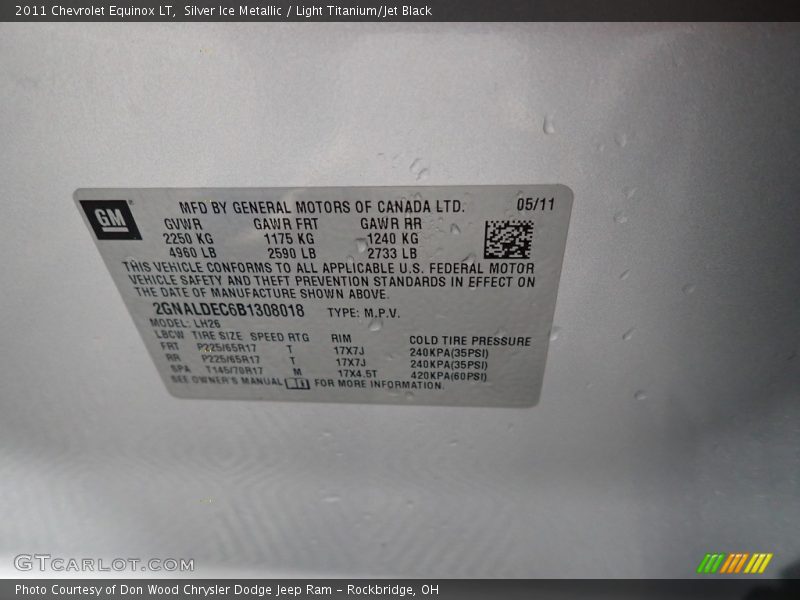 2011 Chevrolet Equinox LT,  Silver Ice Metallic / Light Titanium/Jet Black
GM
MFD BY GENERAL MOTORS OF CANADA LTD. 05/11
GVWR GAWR FRT GAWR RR
2250 KG 1175 KG 1240 KG
4960 LB 2590 LB 2733 LB
THIS VEHICLE CONFORMS TO ALL APPLICABLE U.S. FEDERAL MOTOR
VEHICLE SAFETY AND THEFT PREVENTION STANDARDS IN EFFECT ON
THE DATE OF MANUFACTURE SHOWN ABOVE.
2GNALDEC6B1308018 TYPE: M.P.V.
MODEL: LH26
LBCW TIRE SIZE SPEED RTG RIM COLD TIRE PRESSURE
FRT P225/65R17 T 17X7J 240KPA(35PSI)
RR P225/65R17 T 17X7J 240KPA(35PSI)
SPA T145/70R17 M 17X4.5T 420KPA(60PSI)
SEE OWNER'S MANUAL FOR MORE INFORMATION.
GTCARLOT.COM
Photo Courtesy of Don Wood Chrysler Dodge Jeep Ram – Rockbridge, OH